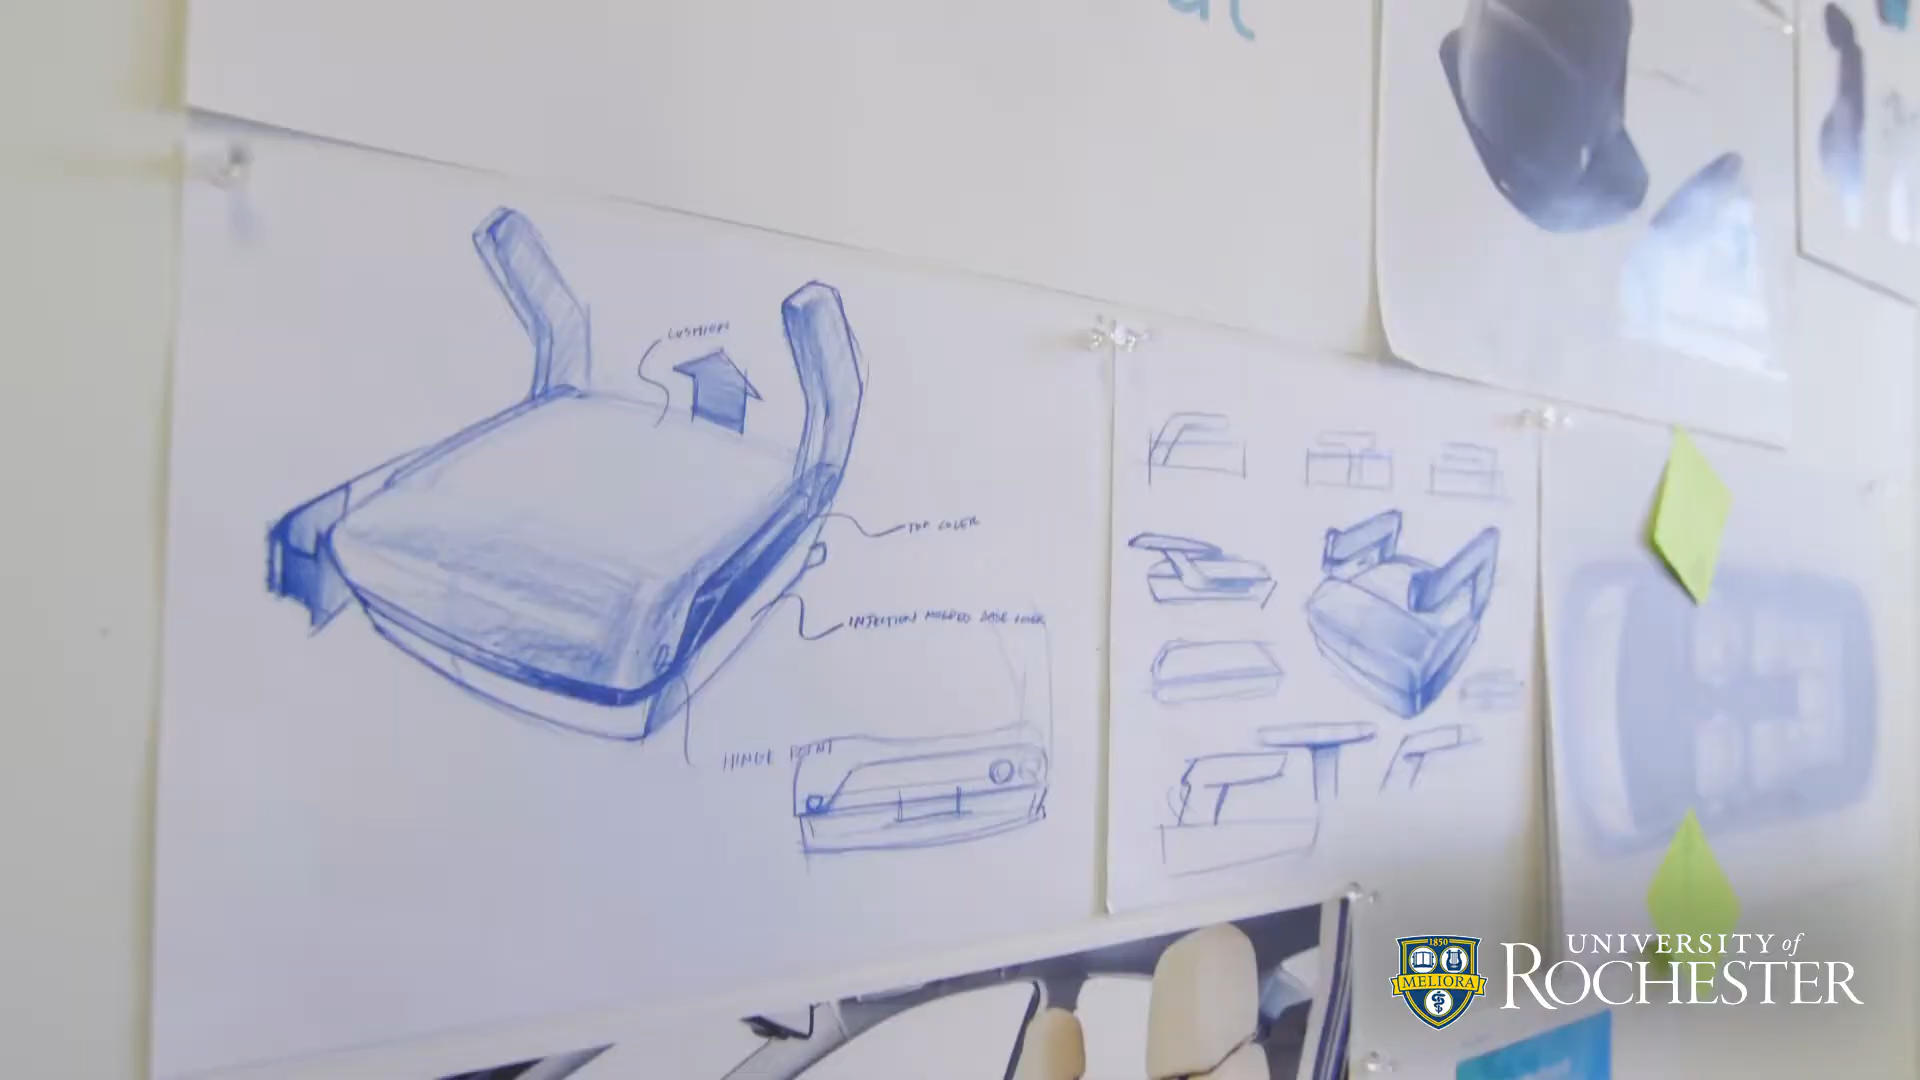 CUSHION
TOP COVER
INJECTION MOLDED BASE COVER
HINGE POINT
1850
MELIORA
UNIVERSITY of
ROCHESTER